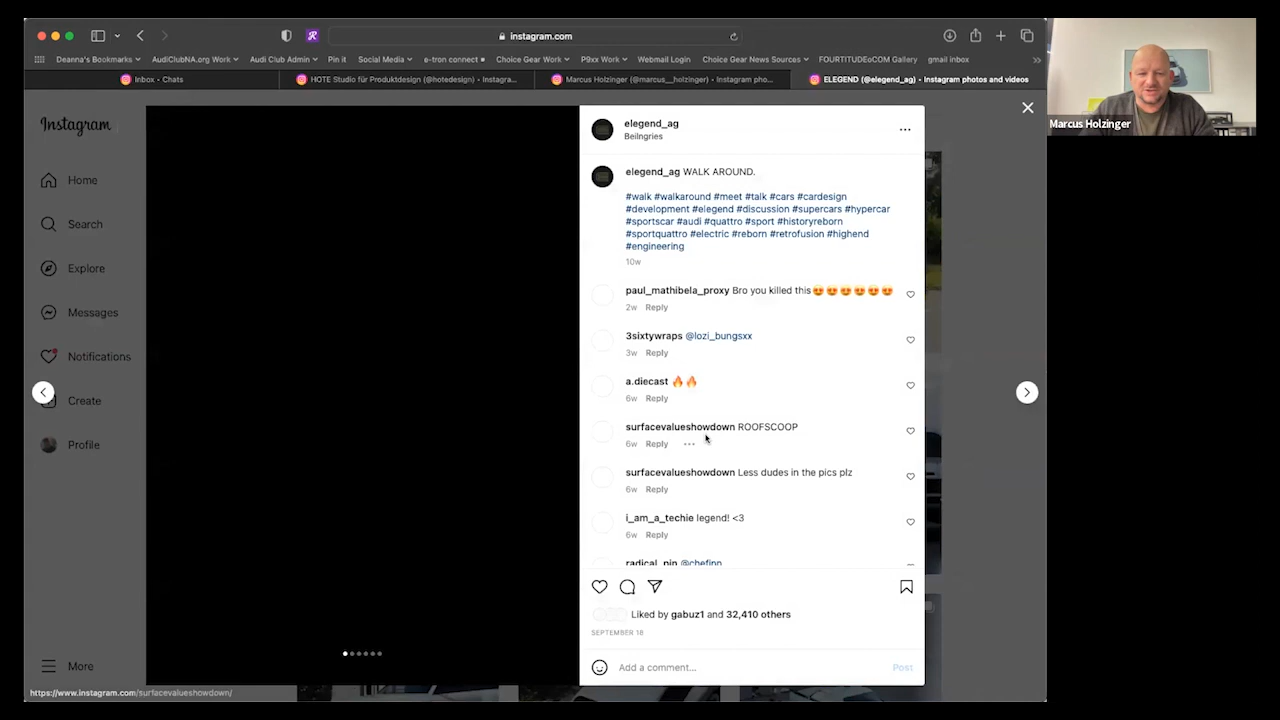 instagram.com
Deanna's Bookmarks AudiClubNA.org Work Audi Club Admin Pin it Social Media e-tron connect Choice Gear Work P9xx Work Webmail Login Choice Gear News Sources FOURTITUDEoCOM Gallery gmail inbox
Inbox • Chats
HOTE Studio für Produktdesign (@hotedesign) • Instagra...
Marcus Holzinger (@marcus__holzinger) • Instagram pho...
ELEGEND (@elegend_ag) • Instagram photos and videos
Marcus Holzinger
Instagram
Home
Search
Explore
Messages
Notifications
Create
Profile
More
elegend_ag
Beilngries
elegend_ag WALK AROUND.
#walk #walkaround #meet #talk #cars #cardesign
#development #elegend #discussion #supercars #hypercar
#sportscar #audi #quattro #sport #historyreborn
#sportquattro #electric #reborn #retrofusion #highend
#engineering
10w
paul_mathibela_proxy Bro you killed this😍😍😍😍😍😍
2w Reply
3sixtywraps @lozi_bungsxx
3w Reply
a.diecast 🔥🔥
6w Reply
surfacevalueshowdown ROOFSCOOP
6w Reply ...
surfacevalueshowdown Less dudes in the pics plz
6w Reply
i_am_a_techie legend! <3
6w Reply
radical_pin @chefinn
Liked by gabuz1 and 32,410 others
SEPTEMBER 18
Add a comment...
Post
https://www.instagram.com/surfacevalueshowdown/